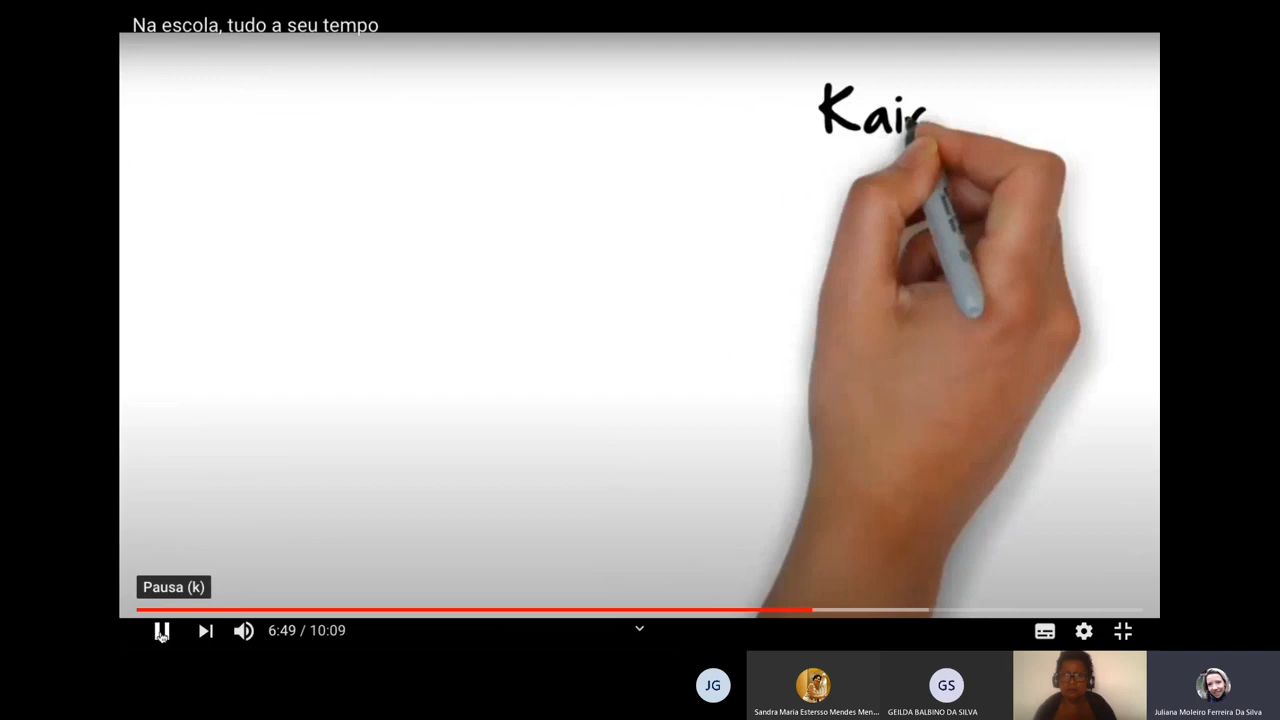 Na escola, tudo a seu tempo
Kair
Pausa (k)
6:49 / 10:09
JG
GS
Sandra Maria Estersso Mendes Men...
GEILDA BALBINO DA SILVA
Juliana Moleiro Ferreira Da Silva